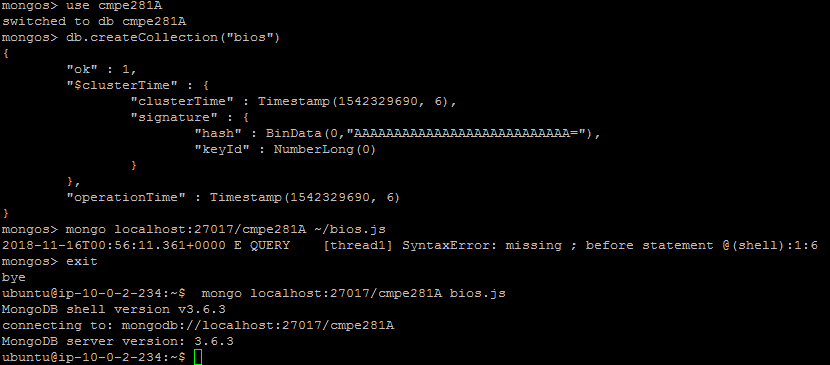 mongos> use cmpe281A
switched to db cmpe281A
mongos> db.createCollection("bios")
{
        "ok" : 1,
        "$clusterTime" : {
                "clusterTime" : Timestamp(1542329690, 6),
                "signature" : {
                        "hash" : BinData(0,"AAAAAAAAAAAAAAAAAAAAAAAAAAA="),
                        "keyId" : NumberLong(0)
                }
        },
        "operationTime" : Timestamp(1542329690, 6)
}
mongos> mongo localhost:27017/cmpe281A ~/bios.js
2018-11-16T00:56:11.361+0000 E QUERY    [thread1] SyntaxError: missing ; before statement @(shell):1:6
mongos> exit
bye
ubuntu@ip-10-0-2-234:~$  mongo localhost:27017/cmpe281A bios.js
MongoDB shell version v3.6.3
connecting to: mongodb://localhost:27017/cmpe281A
MongoDB server version: 3.6.3
ubuntu@ip-10-0-2-234:~$